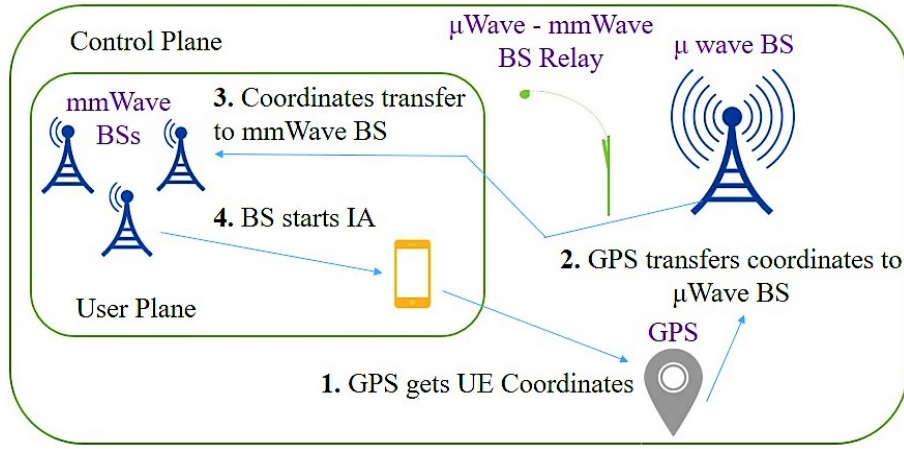 Control Plane
µWave - mmWave
BS Relay
µ wave BS
mmWave
BSs
3. Coordinates transfer
to mmWave BS
4. BS starts IA
2. GPS transfers coordinates to
µWave BS
User Plane
GPS
1. GPS gets UE Coordinates